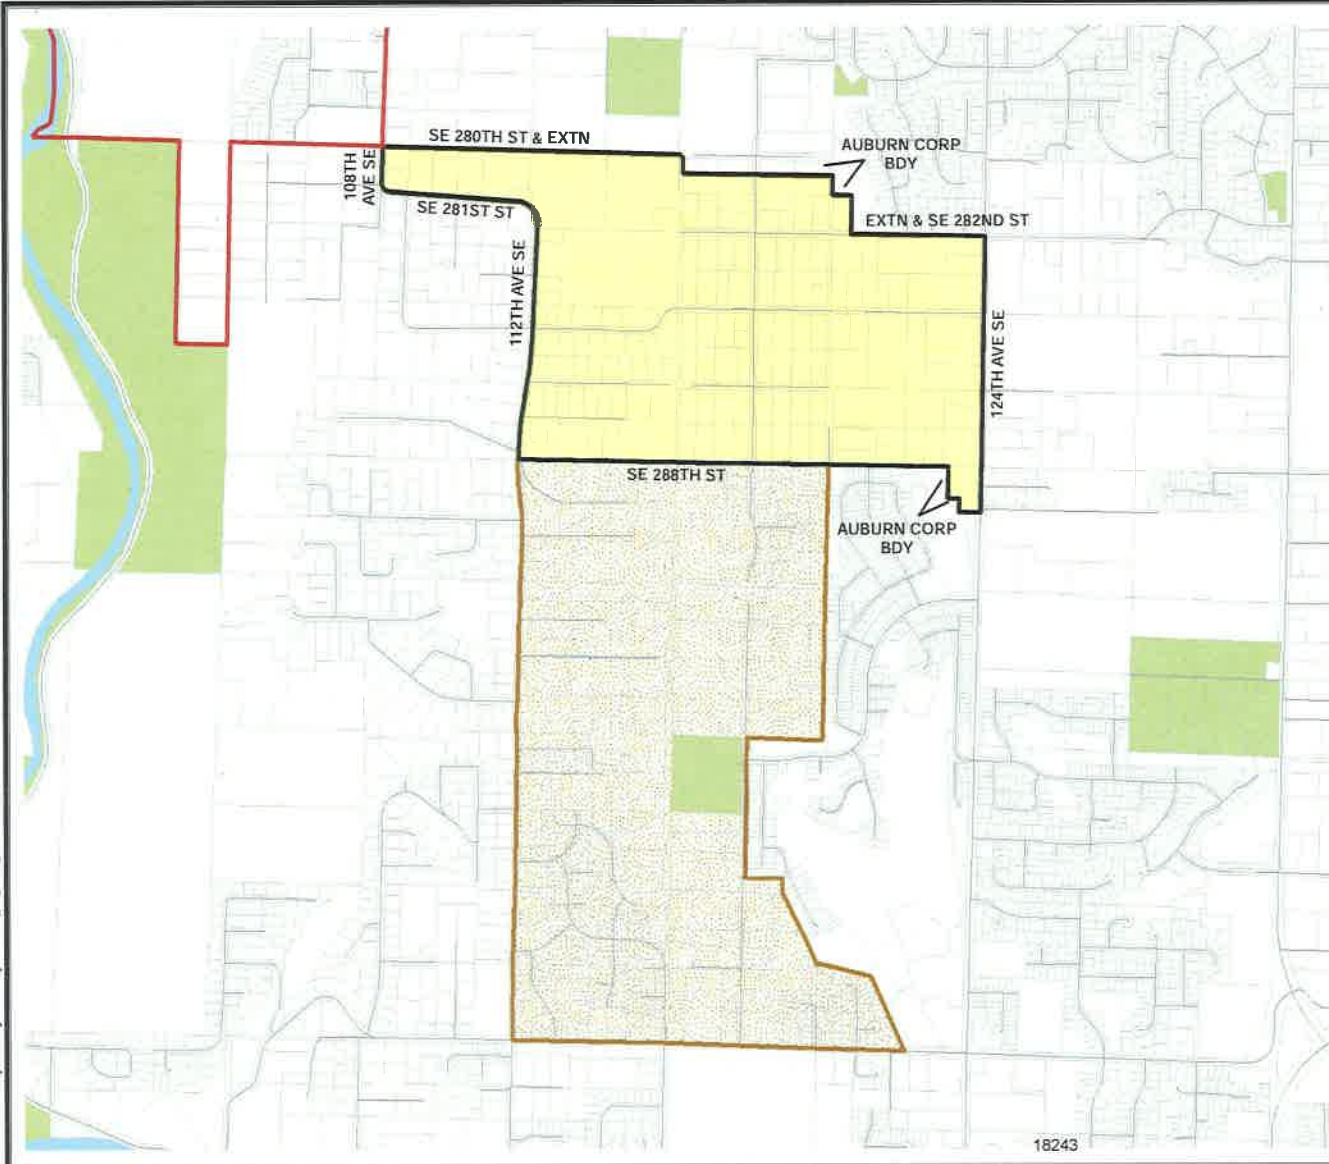 SE 280TH ST & EXTN
AUBURN CORP
BDY
108TH
AVE SE
SE 281ST ST
EXTN & SE 282ND ST
112TH AVE SE
124TH AVE SE
SE 288TH ST
AUBURN CORP
BDY
18243